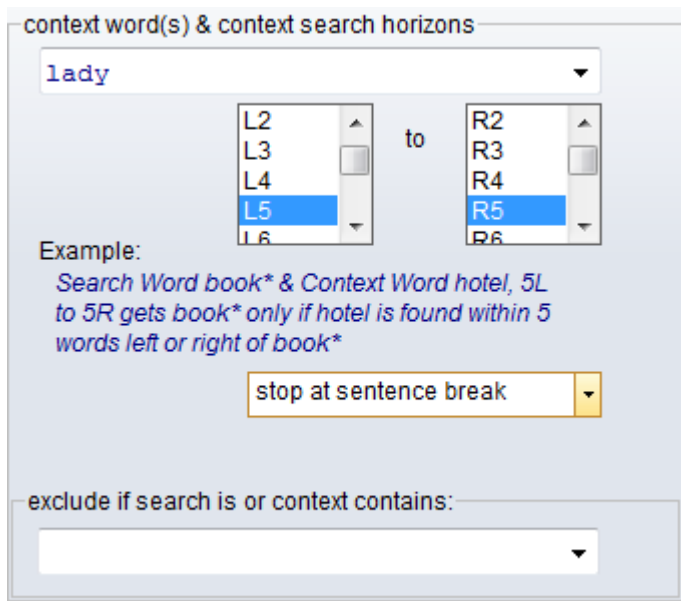 context word(s) & context search horizons
lady
L2
L3
L4
L5
L6
to
R2
R3
R4
R5
R6
Example:
Search Word book* & Context Word hotel, 5L
to 5R gets book* only if hotel is found within 5
words left or right of book*
stop at sentence break
exclude if search is or context contains: